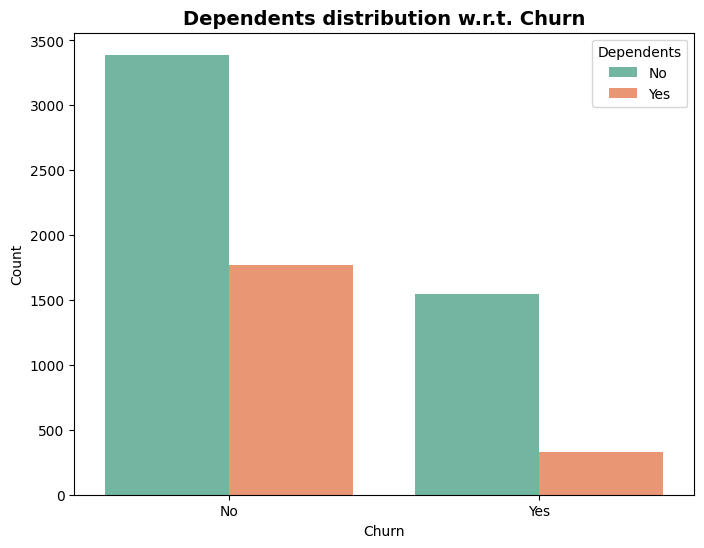 Dependents distribution w.r.t. Churn
Dependents
No
Yes
3500
3000
2500
2000
1500
1000
500
0
Count
No
Yes
Churn